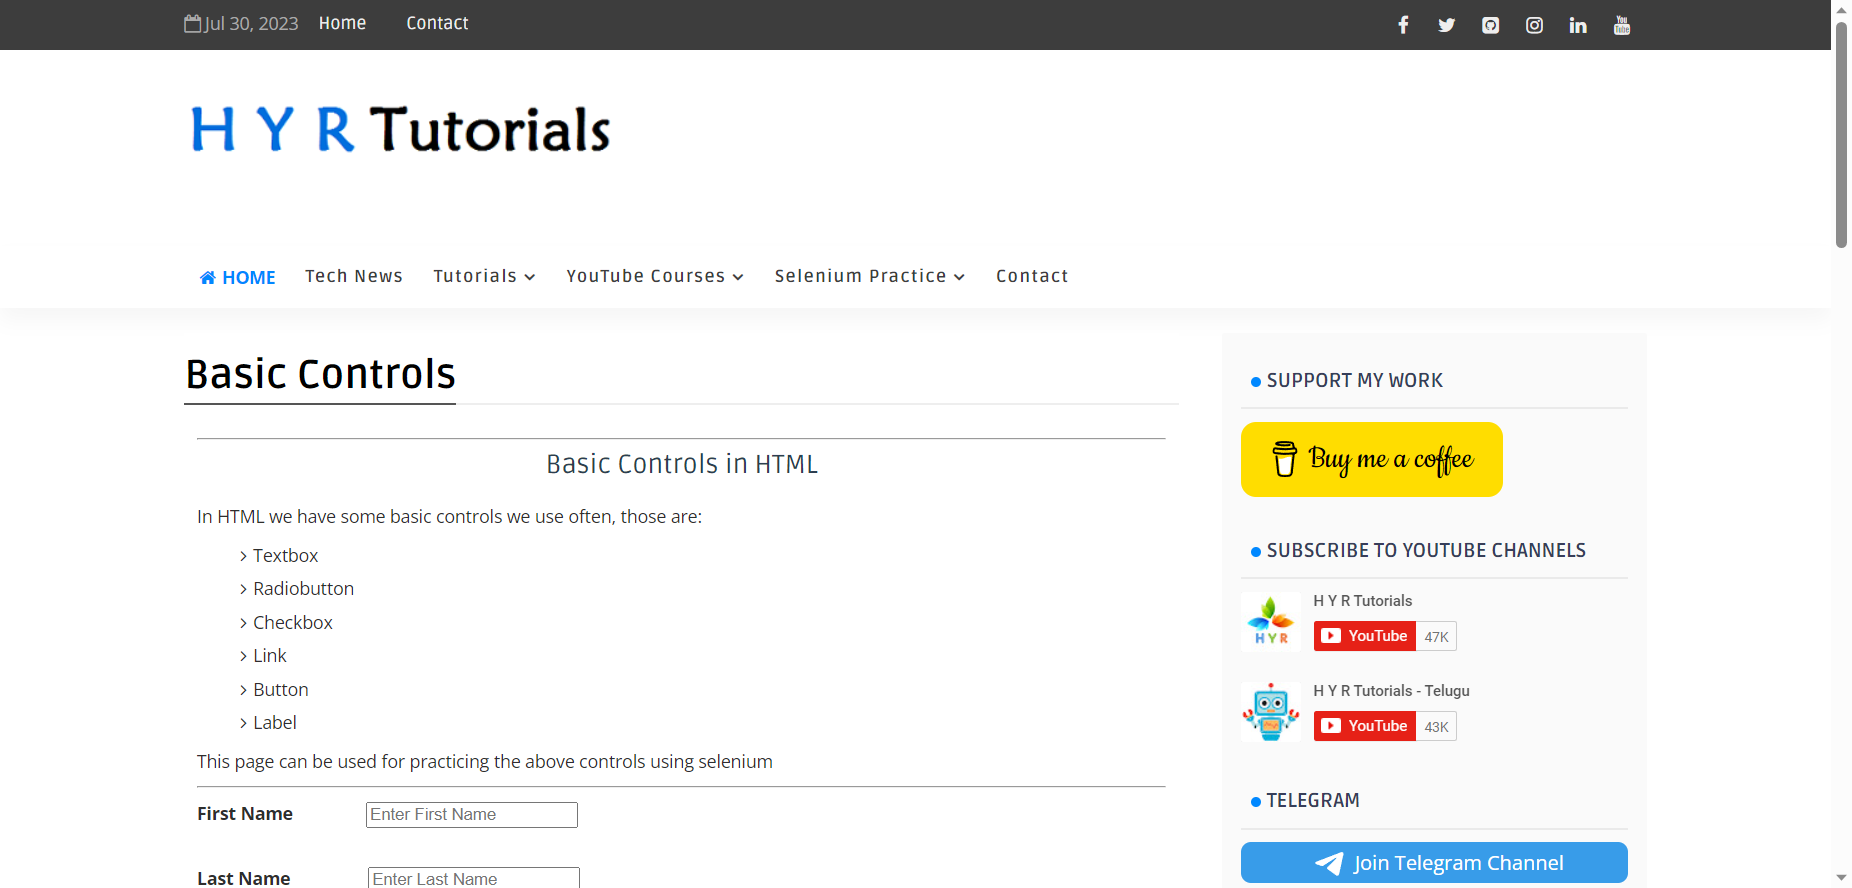 Jul 30, 2023 Home Contact
You Tube
H Y R Tutorials
HOME Tech News Tutorials YouTube Courses Selenium Practice Contact
Basic Controls
Basic Controls in HTML
In HTML we have some basic controls we use often, those are:
Textbox
Radiobutton
Checkbox
Link
Button
Label
This page can be used for practicing the above controls using selenium
First Name Enter First Name
Last Name Enter Last Name
SUPPORT MY WORK
Buy me a coffee
SUBSCRIBE TO YOUTUBE CHANNELS
HYR
H Y R Tutorials
YouTube 47K
H Y R Tutorials - Telugu
YouTube 43K
TELEGRAM
Join Telegram Channel